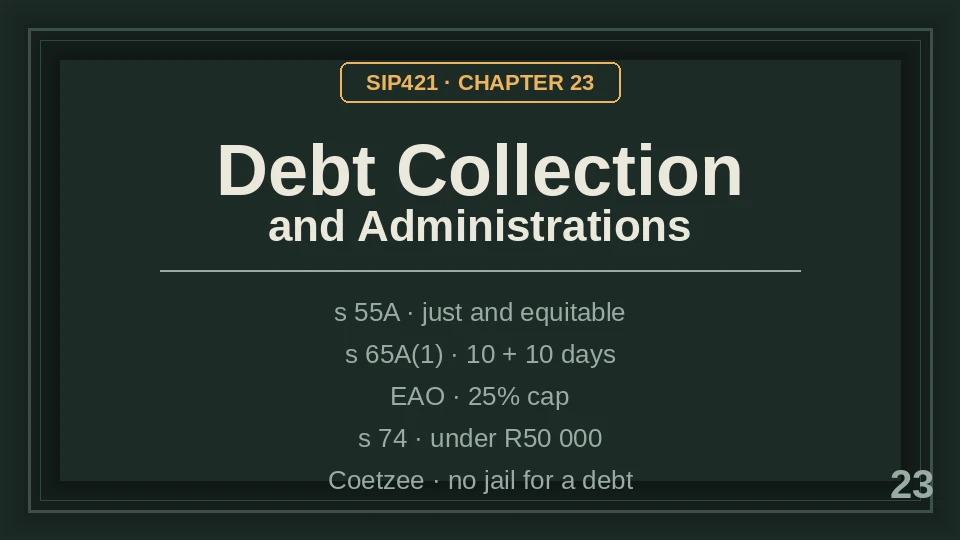 SIP421 · CHAPTER 23
Debt Collection
and Administrations
s 55A · just and equitable
s 65A(1) · 10 + 10 days
EAO · 25% cap
s 74 · under R50 000
Coetzee · no jail for a debt
23